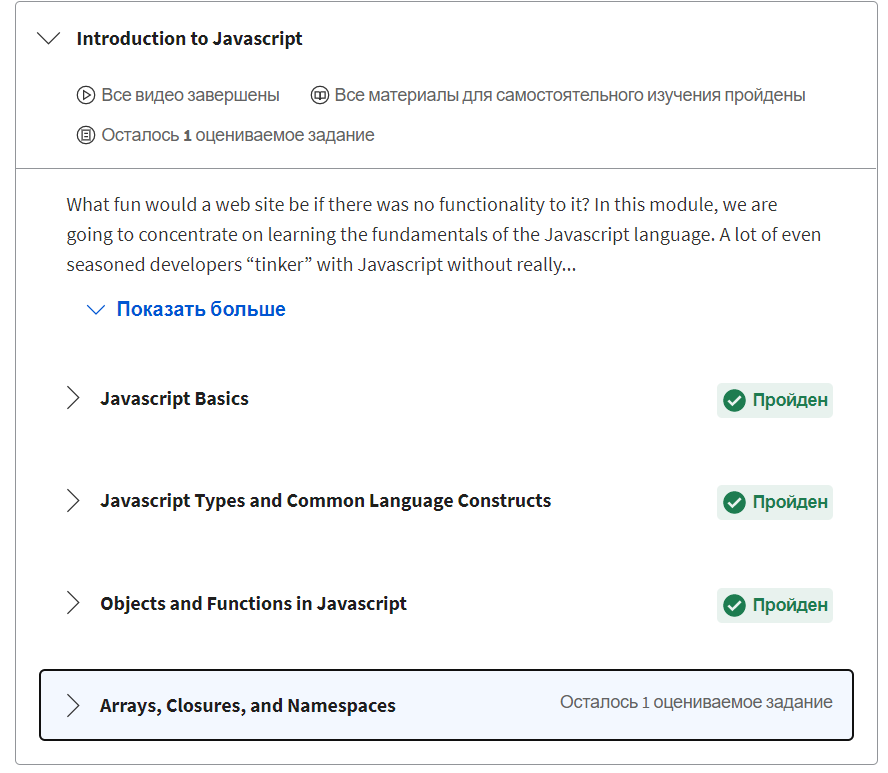 Introduction to Javascript
Все видео завершены Все материалы для самостоятельного изучения пройдены
Осталось 1 оцениваемое задание
What fun would a web site be if there was no functionality to it? In this module, we are
going to concentrate on learning the fundamentals of the Javascript language. A lot of even
seasoned developers “tinker” with Javascript without really...
Показать больше
Javascript Basics Пройден
Javascript Types and Common Language Constructs Пройден
Objects and Functions in Javascript Пройден
Arrays, Closures, and Namespaces Осталось 1 оцениваемое задание